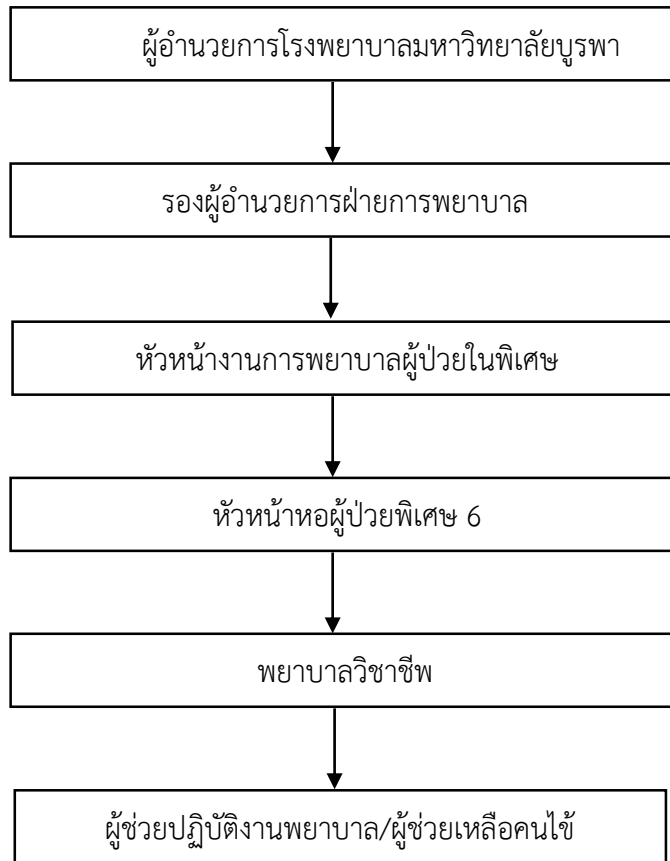 ผู้อำนวยการโรงพยาบาลมหาวิทยาลัยบูรพา
รองผู้อำนวยการฝ่ายการพยาบาล
หัวหน้างานการพยาบาลผู้ป่วยในพิเศษ
หัวหน้าหอผู้ป่วยพิเศษ 6
พยาบาลวิชาชีพ
ผู้ช่วยปฏิบัติงานพยาบาล/ผู้ช่วยเหลือคนไข้